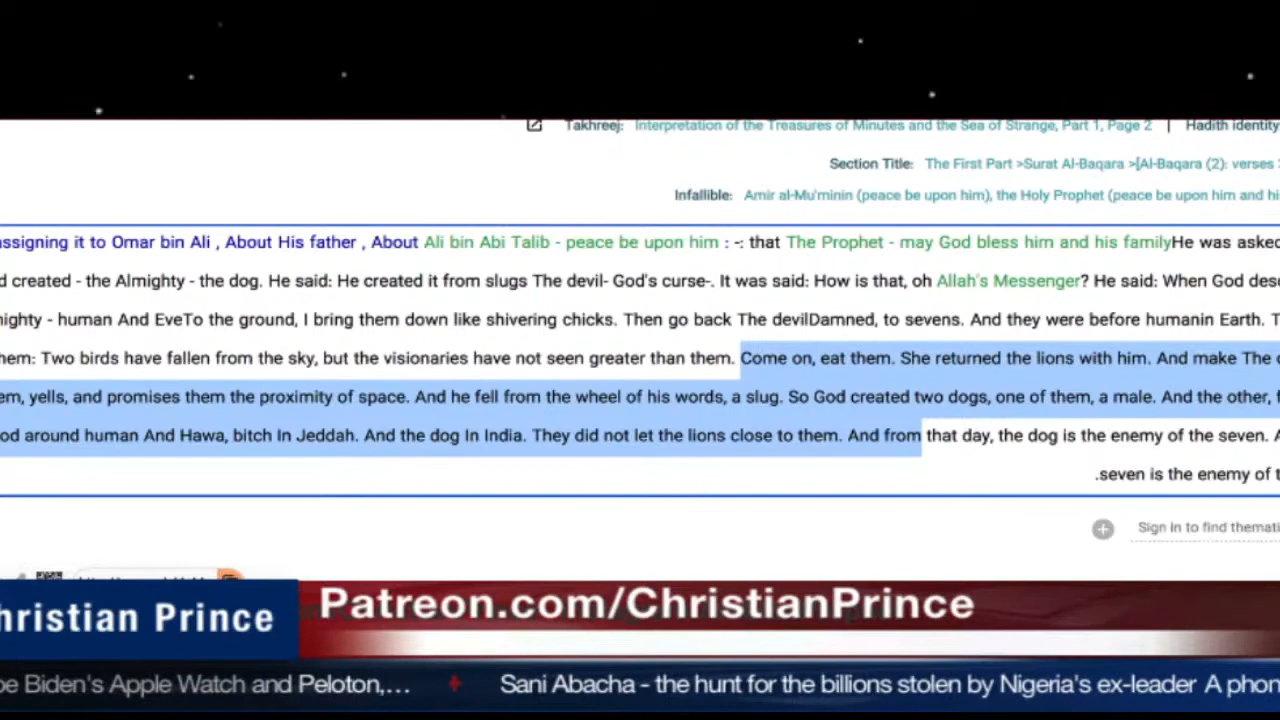 Takhreej: Interpretation of the Treasures of Minutes and the Sea of Strange, Part 1, Page 2 | Hadith identity
Section Title: The First Part >Surat Al-Baqara >[Al-Baqara (2): verses
Infallible: Amir al-Mu'minin (peace be upon him), the Holy Prophet (peace be upon him and hi
assigning it to Omar bin Ali , About His father , About Ali bin Abi Talib - peace be upon him : -: that The Prophet - may God bless him and his familyHe was asked
d created - the Almighty - the dog. He said: He created it from slugs The devil- God's curse-. It was said: How is that, oh Allah's Messenger? He said: When God desc
nighty - human And EveTo the ground, I bring them down like shivering chicks. Then go back The devilDamned, to sevens. And they were before humanin Earth. T
hem: Two birds have fallen from the sky, but the visionaries have not seen greater than them. Come on, eat them. She returned the lions with him. And make The
em, yells, and promises them the proximity of space. And he fell from the wheel of his words, a slug. So God created two dogs, one of them, a male. And the other, f
od around human And Hawa, bitch In Jeddah. And the dog In India. They did not let the lions close to them. And from that day, the dog is the enemy of the seven. A
.seven is the enemy of t
Sign in to find themati
hristian Prince
Patreon.com/ChristianPrince
oe Biden's Apple Watch and Peloton,... Sani Abacha - the hunt for the billions stolen by Nigeria's ex-leader A phon